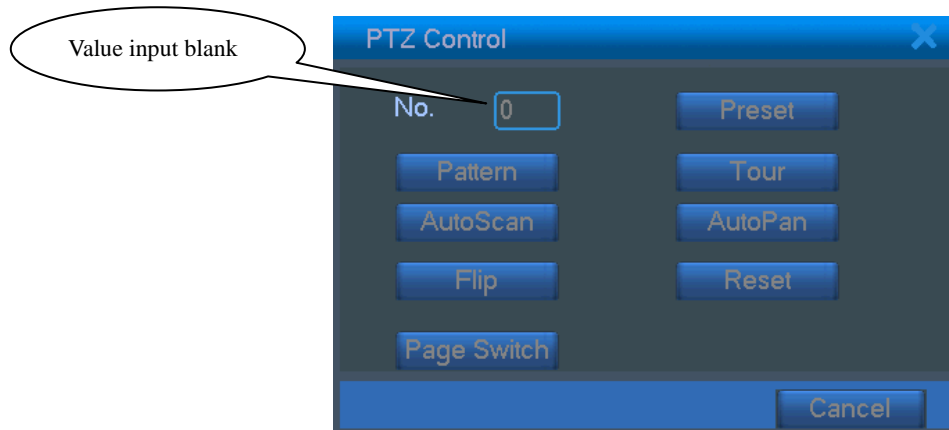 Value input blank
PTZ Control
No. 0 Preset
Pattern Tour
AutoScan AutoPan
Flip Reset
Page Switch
Cancel